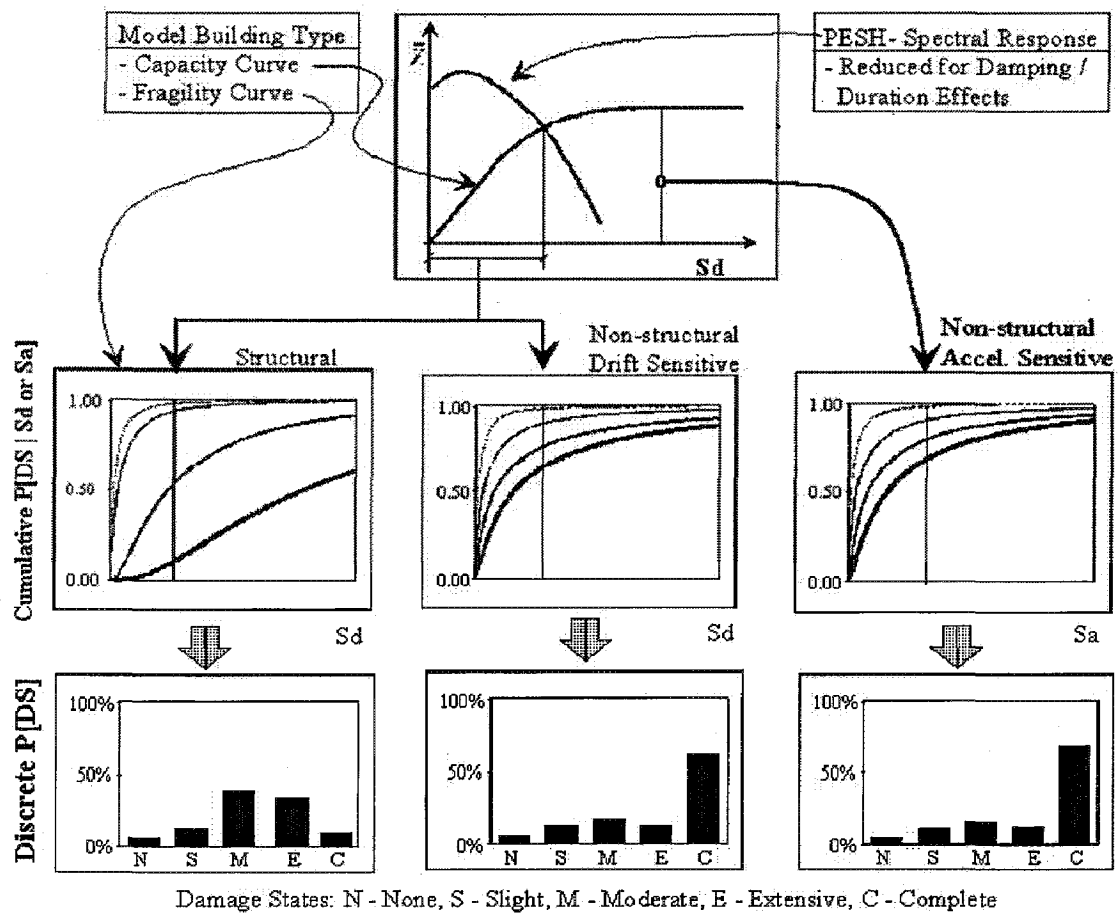 Model Building Type
- Capacity Curve
- Fragility Curve
PESH- Spectral Response
- Reduced for Damping /
Duration Effects
Sd
Structural
Non-structural
Drift Sensitive
Non-structural
Accel. Sensitive
Cumulative P[DS | Sd or Sa]
1.00
0.50
0.00
Sd
1.00
0.50
0.00
Sd
1.00
0.50
0.00
Sa
Discrete P[DS]
100%
50%
0%
N S M E C
100%
50%
0%
N S M E C
100%
50%
0%
N S M E C
Damage States: N - None, S - Slight, M - Moderate, E - Extensive, C - Complete